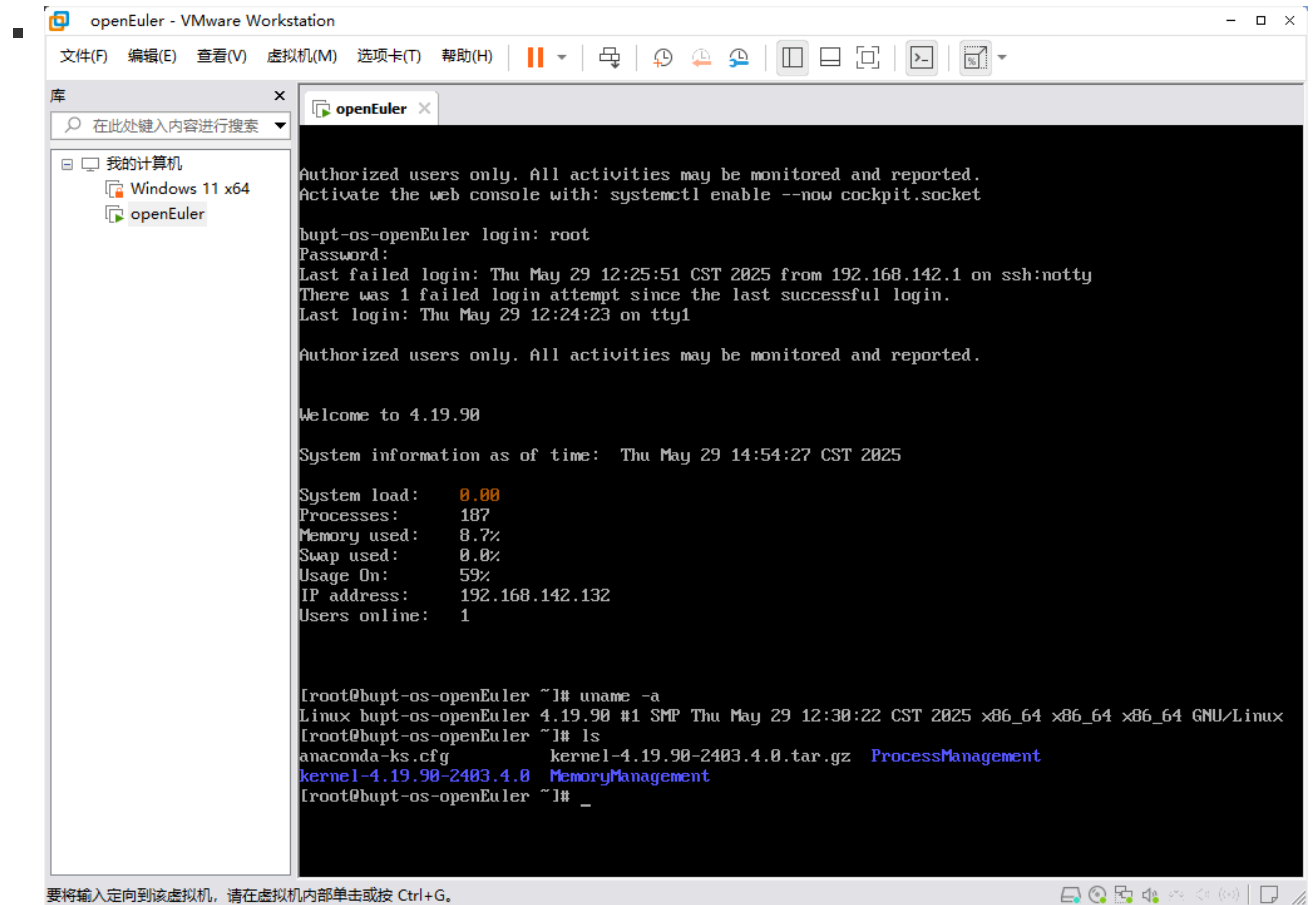 openEuler - VMware Workstation
文件(F) 编辑(E) 查看(V) 虚拟机(M) 选项卡(T) 帮助(H)
库
在此处键入内容进行搜索
我的计算机
Windows 11 x64
openEuler
openEuler
Authorized users only. All activities may be monitored and reported.
Activate the web console with: systemctl enable --now cockpit.socket
bupt-os-openEuler login: root
Password:
Last failed login: Thu May 29 12:25:51 CST 2025 from 192.168.142.1 on ssh:notty
There was 1 failed login attempt since the last successful login.
Last login: Thu May 29 12:24:23 on tty1
Authorized users only. All activities may be monitored and reported.
Welcome to 4.19.90
System information as of time:  Thu May 29 14:54:27 CST 2025
System load:    0.00
Processes:      187
Memory used:    8.7%
Swap used:      0.0%
Usage On:       59%
IP address:     192.168.142.132
Users online:   1
[root@bupt-os-openEuler ~]# uname -a
Linux bupt-os-openEuler 4.19.90 #1 SMP Thu May 29 12:30:22 CST 2025 x86_64 x86_64 x86_64 GNU/Linux
[root@bupt-os-openEuler ~]# ls
anaconda-ks.cfg          kernel-4.19.90-2403.4.0.tar.gz  ProcessManagement
kernel-4.19.90-2403.4.0  MemoryManagement
[root@bupt-os-openEuler ~]# _
要将输入定向到该虚拟机，请在虚拟机内部单击或按 Ctrl+G。